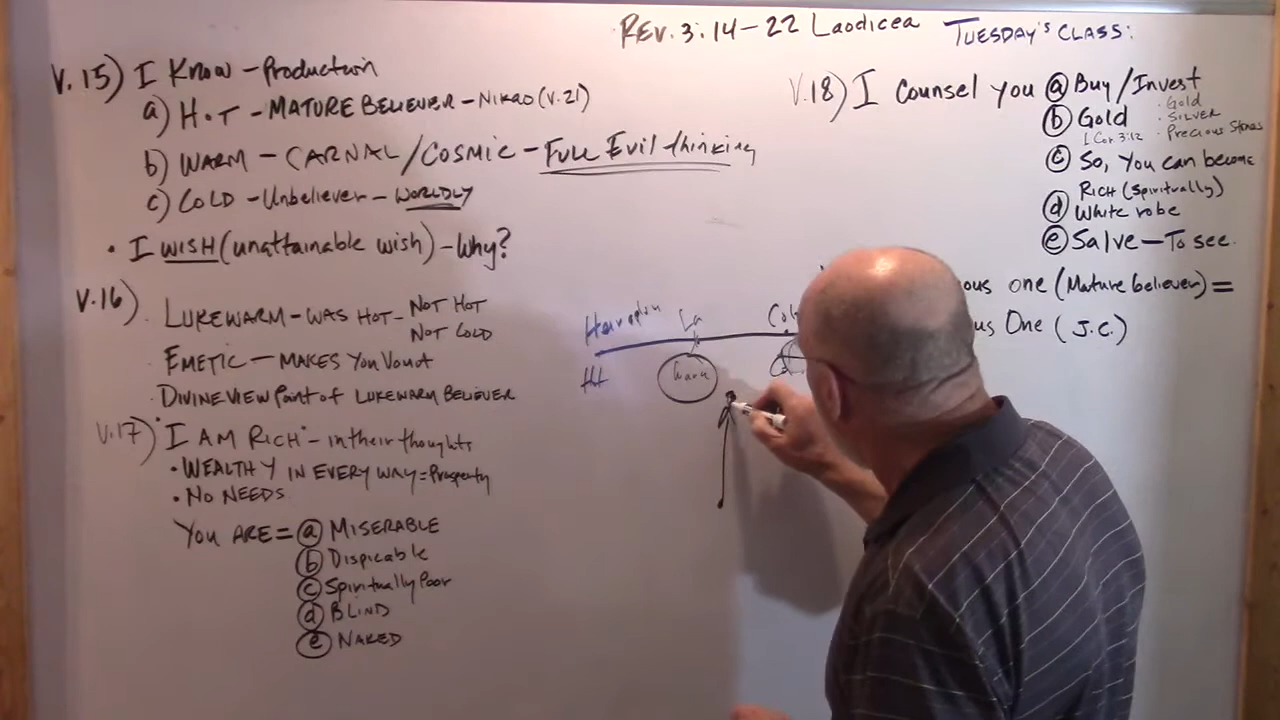 Rev. 3:14-22 Laodicea Tuesday's Class:
V.15) I Know - Production
a) Hot - Mature Believer - Nikao (v.21)
b) Warm - Carnal/Cosmic - Full Evil thinking
c) Cold - Unbeliever - Worldly
• I wish (unattainable wish) - Why?
V.16)
Lukewarm - was hot - Not Hot
Not Cold
Emetic - Makes you Vomit
Divine view Point of Lukewarm Believer
V.17) "I am Rich" - in their thoughts
• Wealthy in every way = Prosperity
• No Needs
You are = a Miserable
b Dispicable
c Spiritually Poor
d Blind
e Naked
La
V.18) I counsel you a Buy/Invest
b Gold
I Cor 3:12
• Gold
• Silver
• Precious Stones
c So, You can become
Rich (spiritually)
d White robe
e Salve - To see.
ous one (Mature believer) =
us One (J.C.)